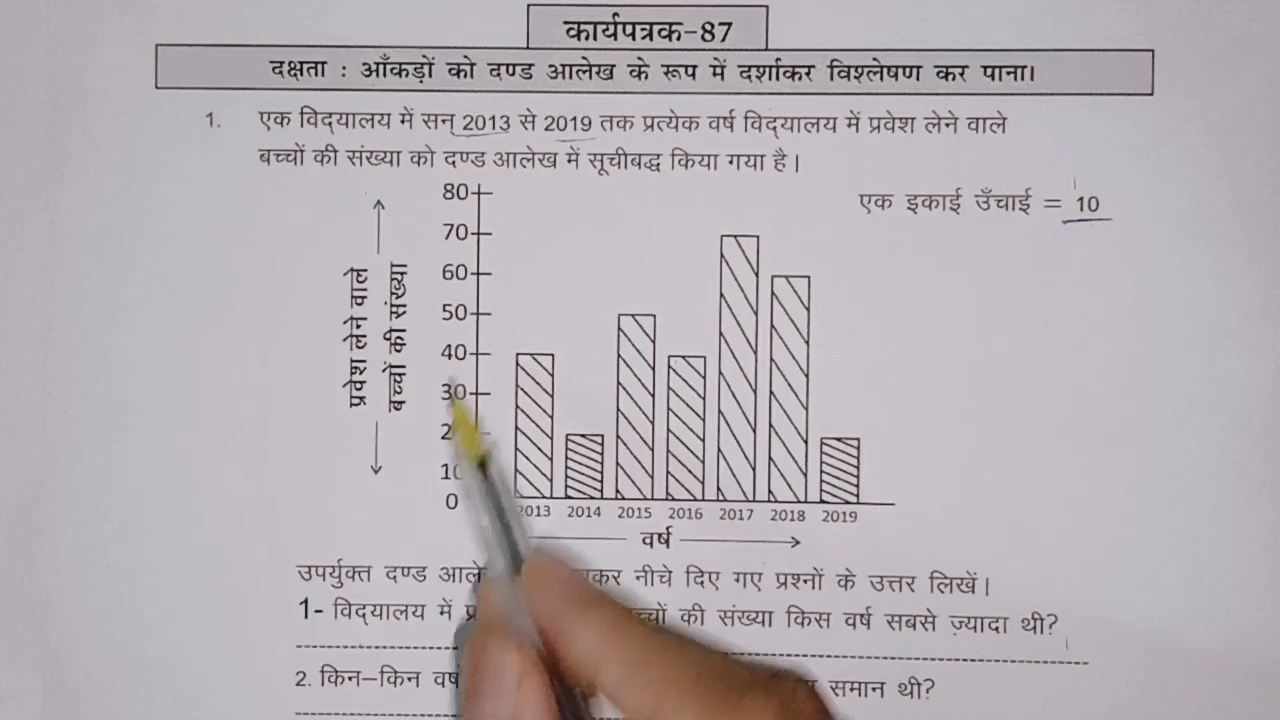 कार्यपत्रक-87
दक्षता : आँकड़ों को दण्ड आलेख के रूप में दर्शाकर विश्लेषण कर पाना।
1. एक विद्यालय में सन् 2013 से 2019 तक प्रत्येक वर्ष विद्यालय में प्रवेश लेने वाले
बच्चों की संख्या को दण्ड आलेख में सूचीबद्ध किया गया है।
एक इकाई उँचाई = 10
प्रवेश लेने वाले
बच्चों की संख्या
80
70
60
50
40
30
0
2013 2014 2015 2016 2017 2018 2019
वर्ष
उपर्युक्त दण्ड नीचे दिए गए प्रश्नों के उत्तर लिखें।
1- विद्यालय में बच्चों की संख्या किस वर्ष सबसे ज़्यादा थी?
2. किन–किन समान थी?